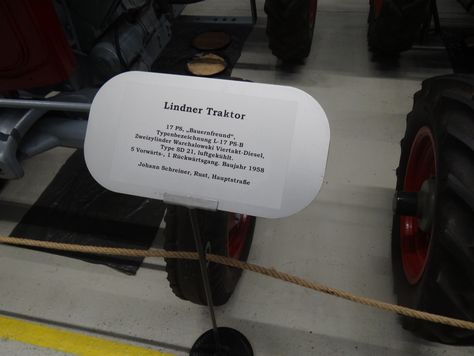 Lindner Traktor
17 PS, „Bauernfreund“,
Typenbezeichnung L-17 PS-B
Zweizylinder Warchalowski Viertakt-Diesel,
Type SD 21, luftgekühlt.
5 Vorwärts-, 1 Rückwärtsgang. Baujahr 1958
Johann Schreiner, Rust, Hauptstraße